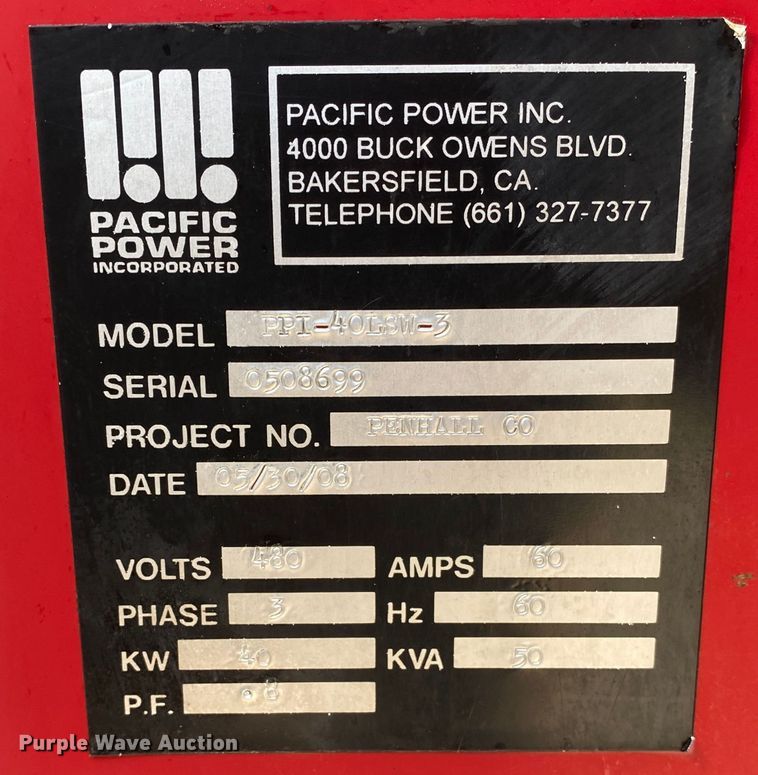 PACIFIC POWER INC.
4000 BUCK OWENS BLVD.
BAKERSFIELD, CA.
TELEPHONE (661) 327-7377
PACIFIC
POWER
INCORPORATED
MODEL PPI-40LSW-3
SERIAL 0508699
PROJECT NO. PENHALL CO
DATE 05/30/08
VOLTS 480 AMPS 60
PHASE 3 Hz 60
KW 40 KVA 50
P.F. .8
Purple Wave Auction